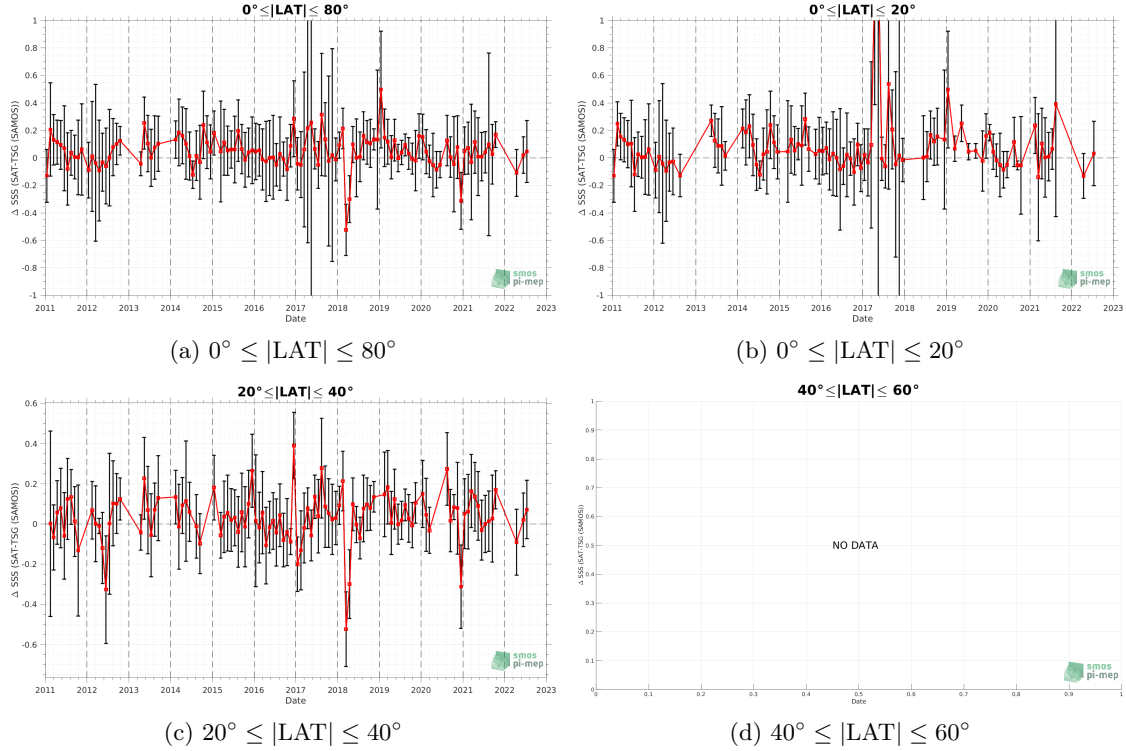 0°≤|LAT|≤ 80°
Δ SSS (SAT-TSG (SAMOS))
1
0.8
0.6
0.4
0.2
0
-0.2
-0.4
-0.6
-0.8
-1
2011 2012 2013 2014 2015 2016 2017 2018 2019 2020 2021 2022 2023
Date
smos
pi-mep
(a) 0° ≤ |LAT| ≤ 80°
0°≤|LAT|≤ 20°
Δ SSS (SAT-TSG (SAMOS))
1
0.8
0.6
0.4
0.2
0
-0.2
-0.4
-0.6
-0.8
-1
2011 2012 2013 2014 2015 2016 2017 2018 2019 2020 2021 2022 2023
Date
smos
pi-mep
(b) 0° ≤ |LAT| ≤ 20°
20°≤|LAT|≤ 40°
Δ SSS (SAT-TSG (SAMOS))
0.6
0.4
0.2
0
-0.2
-0.4
-0.6
2011 2012 2013 2014 2015 2016 2017 2018 2019 2020 2021 2022 2023
Date
smos
pi-mep
(c) 20° ≤ |LAT| ≤ 40°
40°≤|LAT|≤ 60°
Δ SSS (SAT-TSG (SAMOS))
1
0.9
0.8
0.7
0.6
0.5
0.4
0.3
0.2
0.1
0
NO DATA
0 0.1 0.2 0.3 0.4 0.5 0.6 0.7 0.8 0.9 1
Date
smos
pi-mep
(d) 40° ≤ |LAT| ≤ 60°